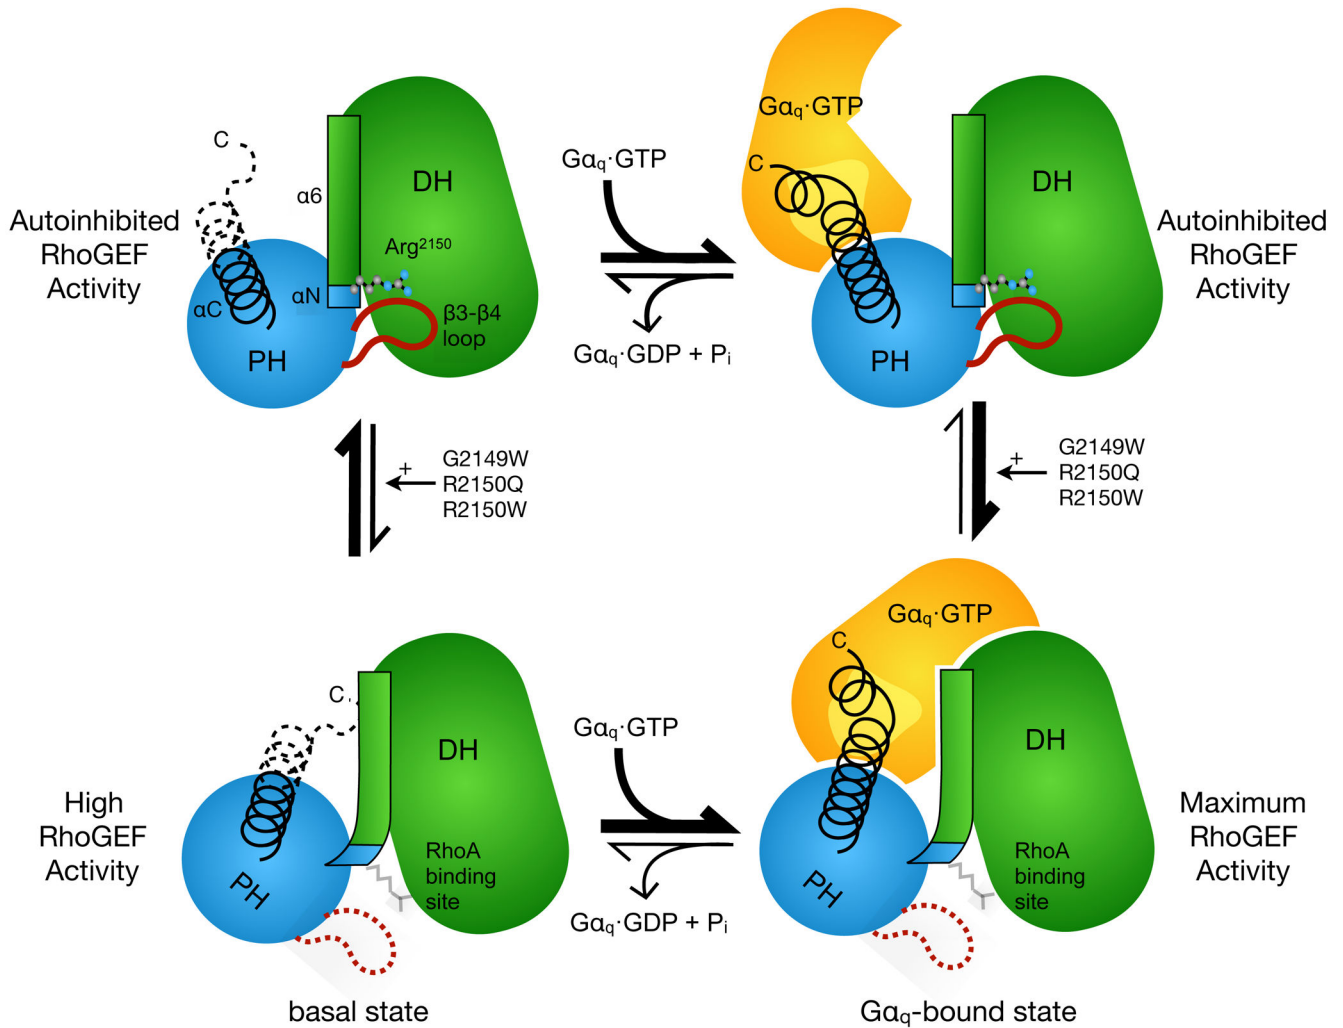 C
α6
DH
Autoinhibited
RhoGEF
Activity
Arg²¹⁵⁰
αN
αC
β3-β4
loop
PH
Gαq·GTP
Gαq·GDP + Pi
Gαq·GTP
C
DH
Autoinhibited
RhoGEF
Activity
PH
+
G2149W
R2150Q
R2150W
+
G2149W
R2150Q
R2150W
C
DH
High
RhoGEF
Activity
RhoA
binding
site
PH
Gαq·GTP
Gαq·GDP + Pi
Gαq·GTP
C
DH
Maximum
RhoGEF
Activity
RhoA
binding
site
PH
basal state
Gαq-bound state